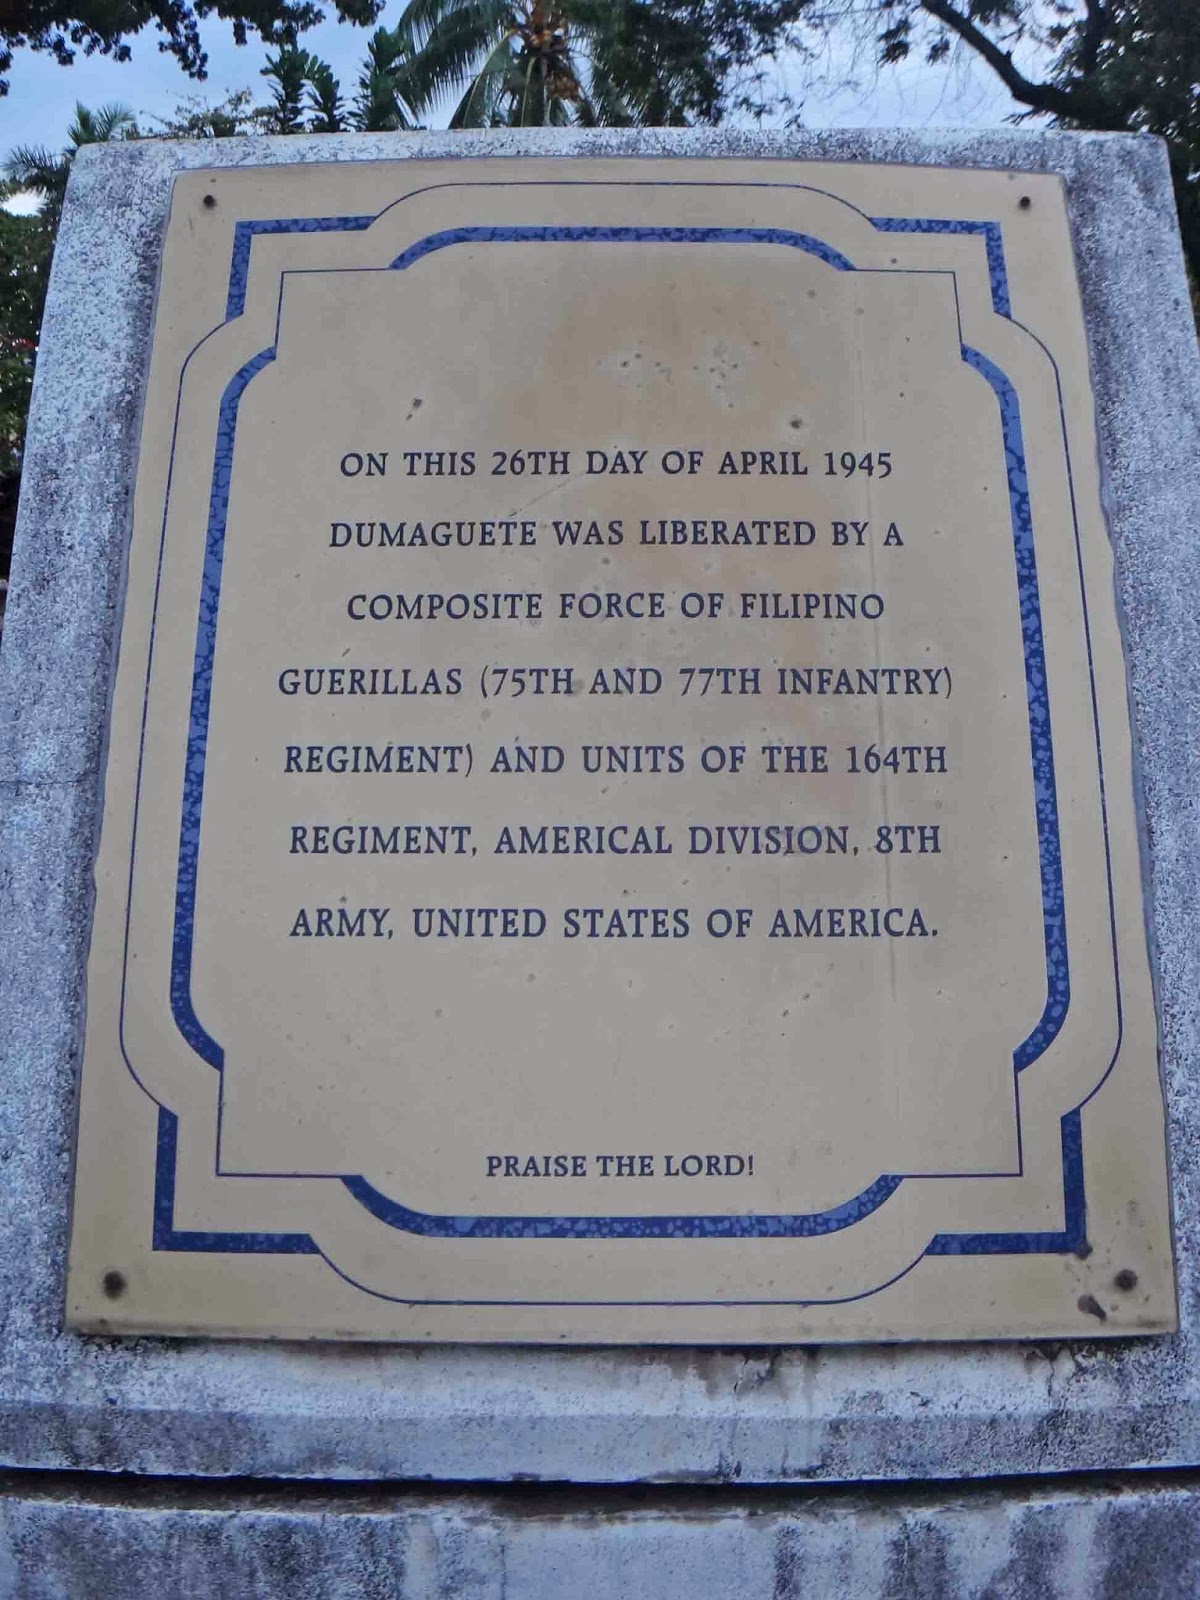 ON THIS 26TH DAY OF APRIL 1945
DUMAGUETE WAS LIBERATED BY A
COMPOSITE FORCE OF FILIPINO
GUERILLAS (75TH AND 77TH INFANTRY)
REGIMENT) AND UNITS OF THE 164TH
REGIMENT, AMERICAL DIVISION, 8TH
ARMY, UNITED STATES OF AMERICA.
PRAISE THE LORD!